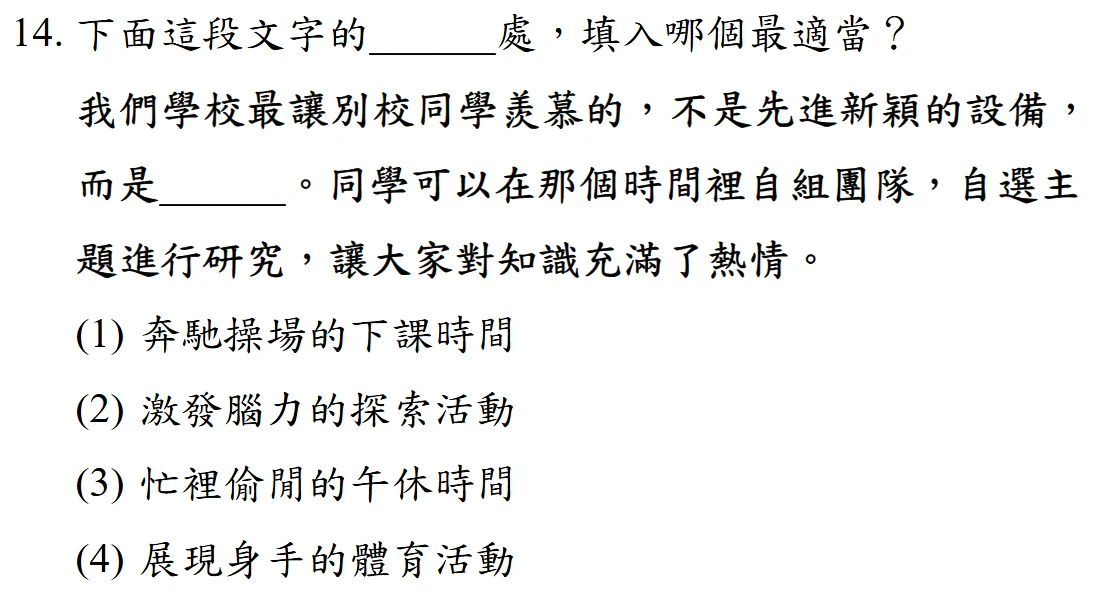 14. 下面這段文字的______處，填入哪個最適當？
我們學校最讓別校同學羨慕的，不是先進新穎的設備，
而是______。同學可以在那個時間裡自組團隊，自選主
題進行研究，讓大家對知識充滿了熱情。
(1) 奔馳操場的下課時間
(2) 激發腦力的探索活動
(3) 忙裡偷閒的午休時間
(4) 展現身手的體育活動